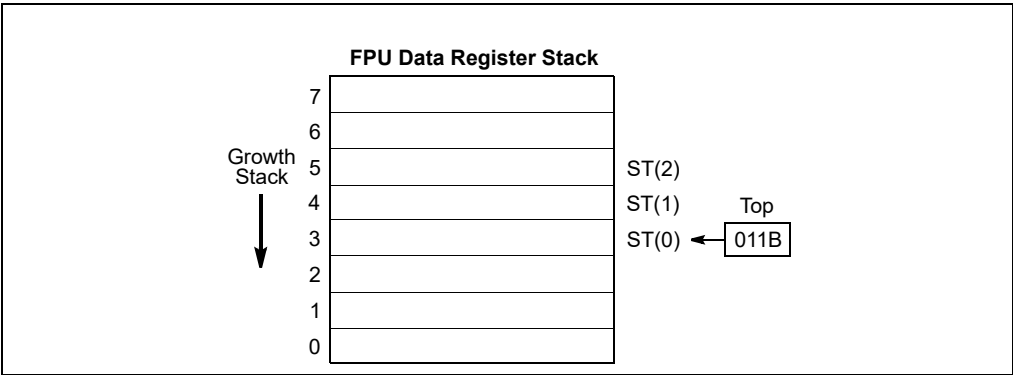 FPU Data Register Stack
7
6
Growth
Stack
5
ST(2)
4
ST(1)
Top
3
ST(0)
011B
2
1
0